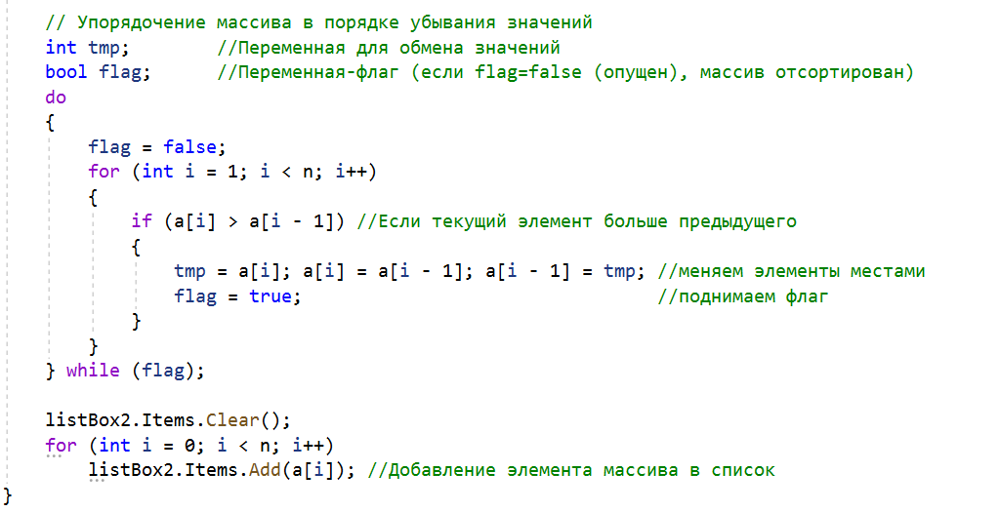 // Упорядочение массива в порядке убывания значений
int tmp;        //Переменная для обмена значений
bool flag;      //Переменная-флаг (если flag=false (опущен), массив отсортирован)
do
{
    flag = false;
    for (int i = 1; i < n; i++)
    {
        if (a[i] > a[i - 1]) //Если текущий элемент больше предыдущего
        {
            tmp = a[i]; a[i] = a[i - 1]; a[i - 1] = tmp; //меняем элементы местами
            flag = true;                                 //поднимаем флаг
        }
    }
} while (flag);

listBox2.Items.Clear();
for (int i = 0; i < n; i++)
    listBox2.Items.Add(a[i]); //Добавление элемента массива в список
}